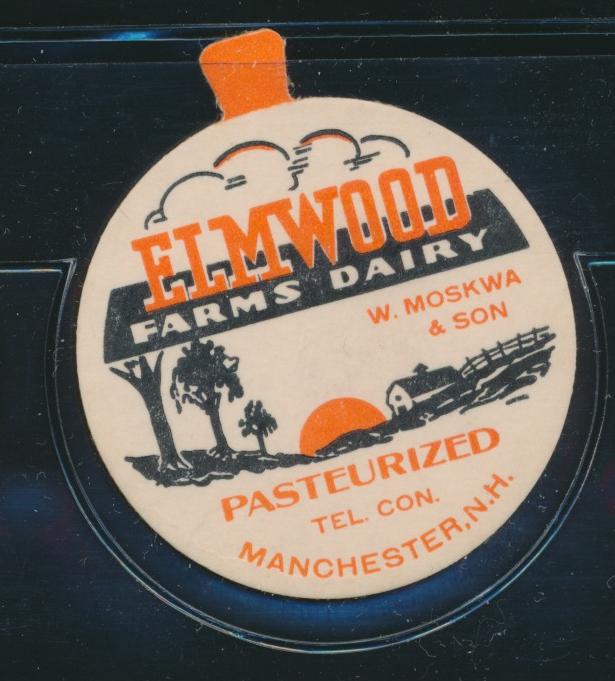 ELMWOOD
FARMS DAIRY
W. MOSKWA
& SON
PASTEURIZED
TEL. CON.
MANCHESTER, N.H.